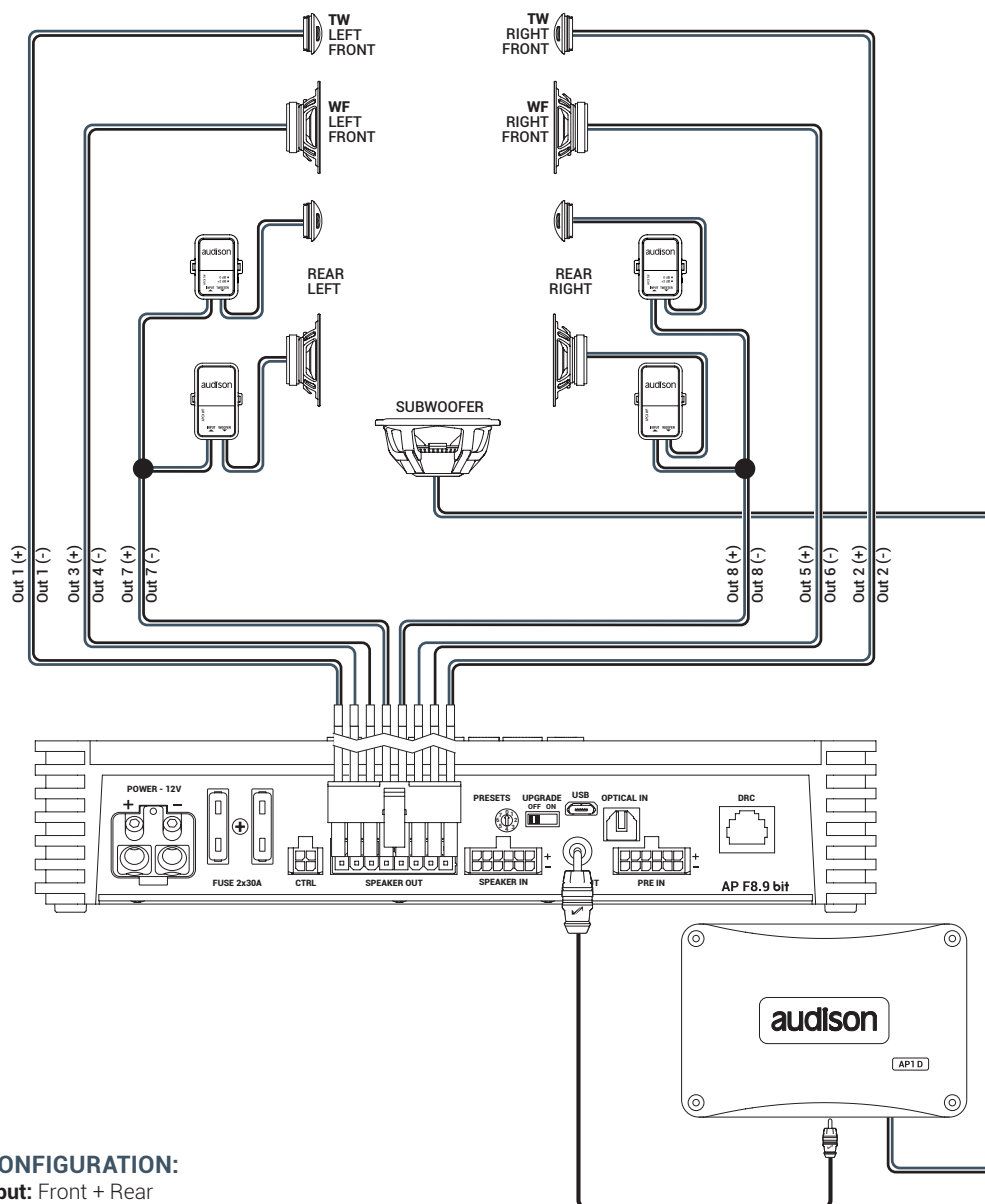 TW
LEFT
FRONT
TW
RIGHT
FRONT
WF
LEFT
FRONT
WF
RIGHT
FRONT
audison
audison
REAR
LEFT
REAR
RIGHT
audison
audison
SUBWOOFER
Out 1 (+)
Out 1 (-)
Out 3 (+)
Out 4 (-)
Out 7 (+)
Out 7 (-)
Out 8 (+)
Out 8 (-)
Out 5 (+)
Out 6 (-)
Out 2 (+)
Out 2 (-)
POWER - 12V
+ -
FUSE 2x30A
CTRL
SPEAKER OUT
PRESETS
UPGRADE
OFF ON
USB
OPTICAL IN
DRC
SPEAKER IN
+
-
PRE IN
+
-
AP F8.9 bit
audison
AP1 D
ONFIGURATION:
put: Front + Rear